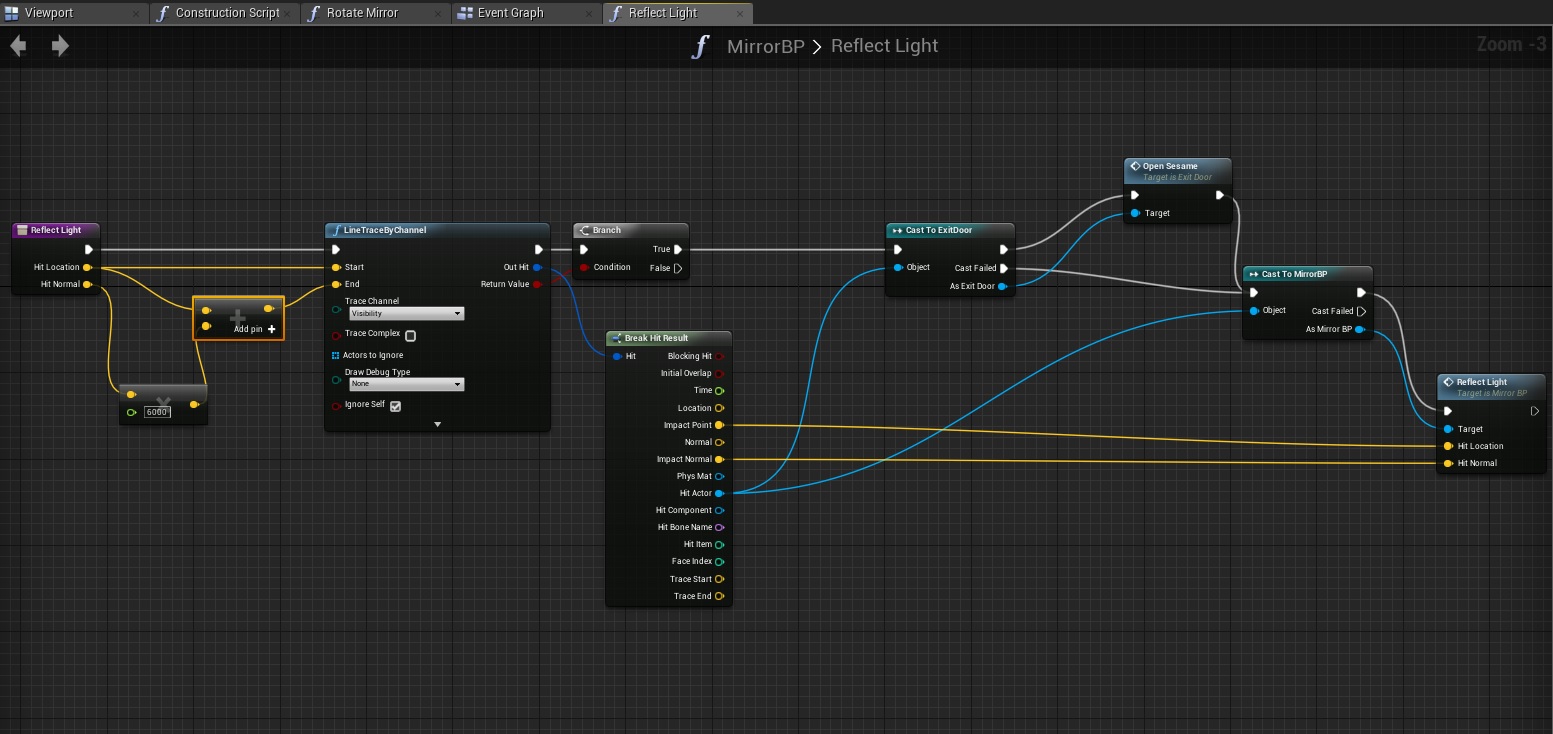 Viewport
Construction Script
Rotate Mirror
Event Graph
Reflect Light
MirrorBP > Reflect Light
Zoom -3
Reflect Light
Hit Location
Hit Normal
Add pin
6000
LineTraceByChannel
Start
Out Hit
End
Return Value
Trace Channel
Visibility
Trace Complex
Actors to Ignore
Draw Debug Type
None
Ignore Self
Branch
True
Condition
False
Break Hit Result
Hit
Blocking Hit
Initial Overlap
Time
Location
Impact Point
Normal
Impact Normal
Phys Mat
Hit Actor
Hit Component
Hit Bone Name
Hit Item
Face Index
Trace Start
Trace End
Cast To ExitDoor
Object
Cast Failed
As Exit Door
Open Sesame
Target is Exit Door
Target
Cast To MirrorBP
Object
Cast Failed
As Mirror BP
Reflect Light
Target is Mirror BP
Target
Hit Location
Hit Normal